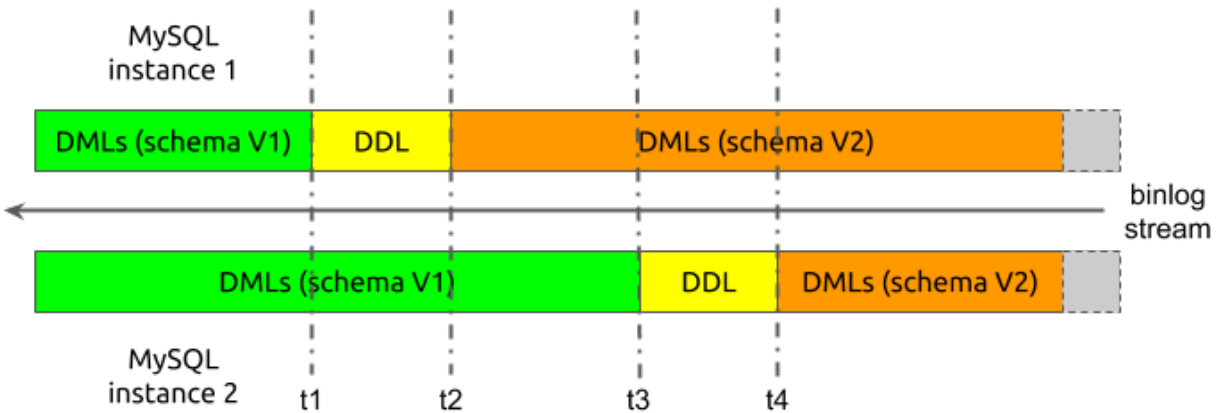 MySQL
instance 1
DMLs (schema V1) DDL DMLs (schema V2)
binlog
stream
DMLs (schema V1) DDL DMLs (schema V2)
MySQL
instance 2
t1 t2 t3 t4